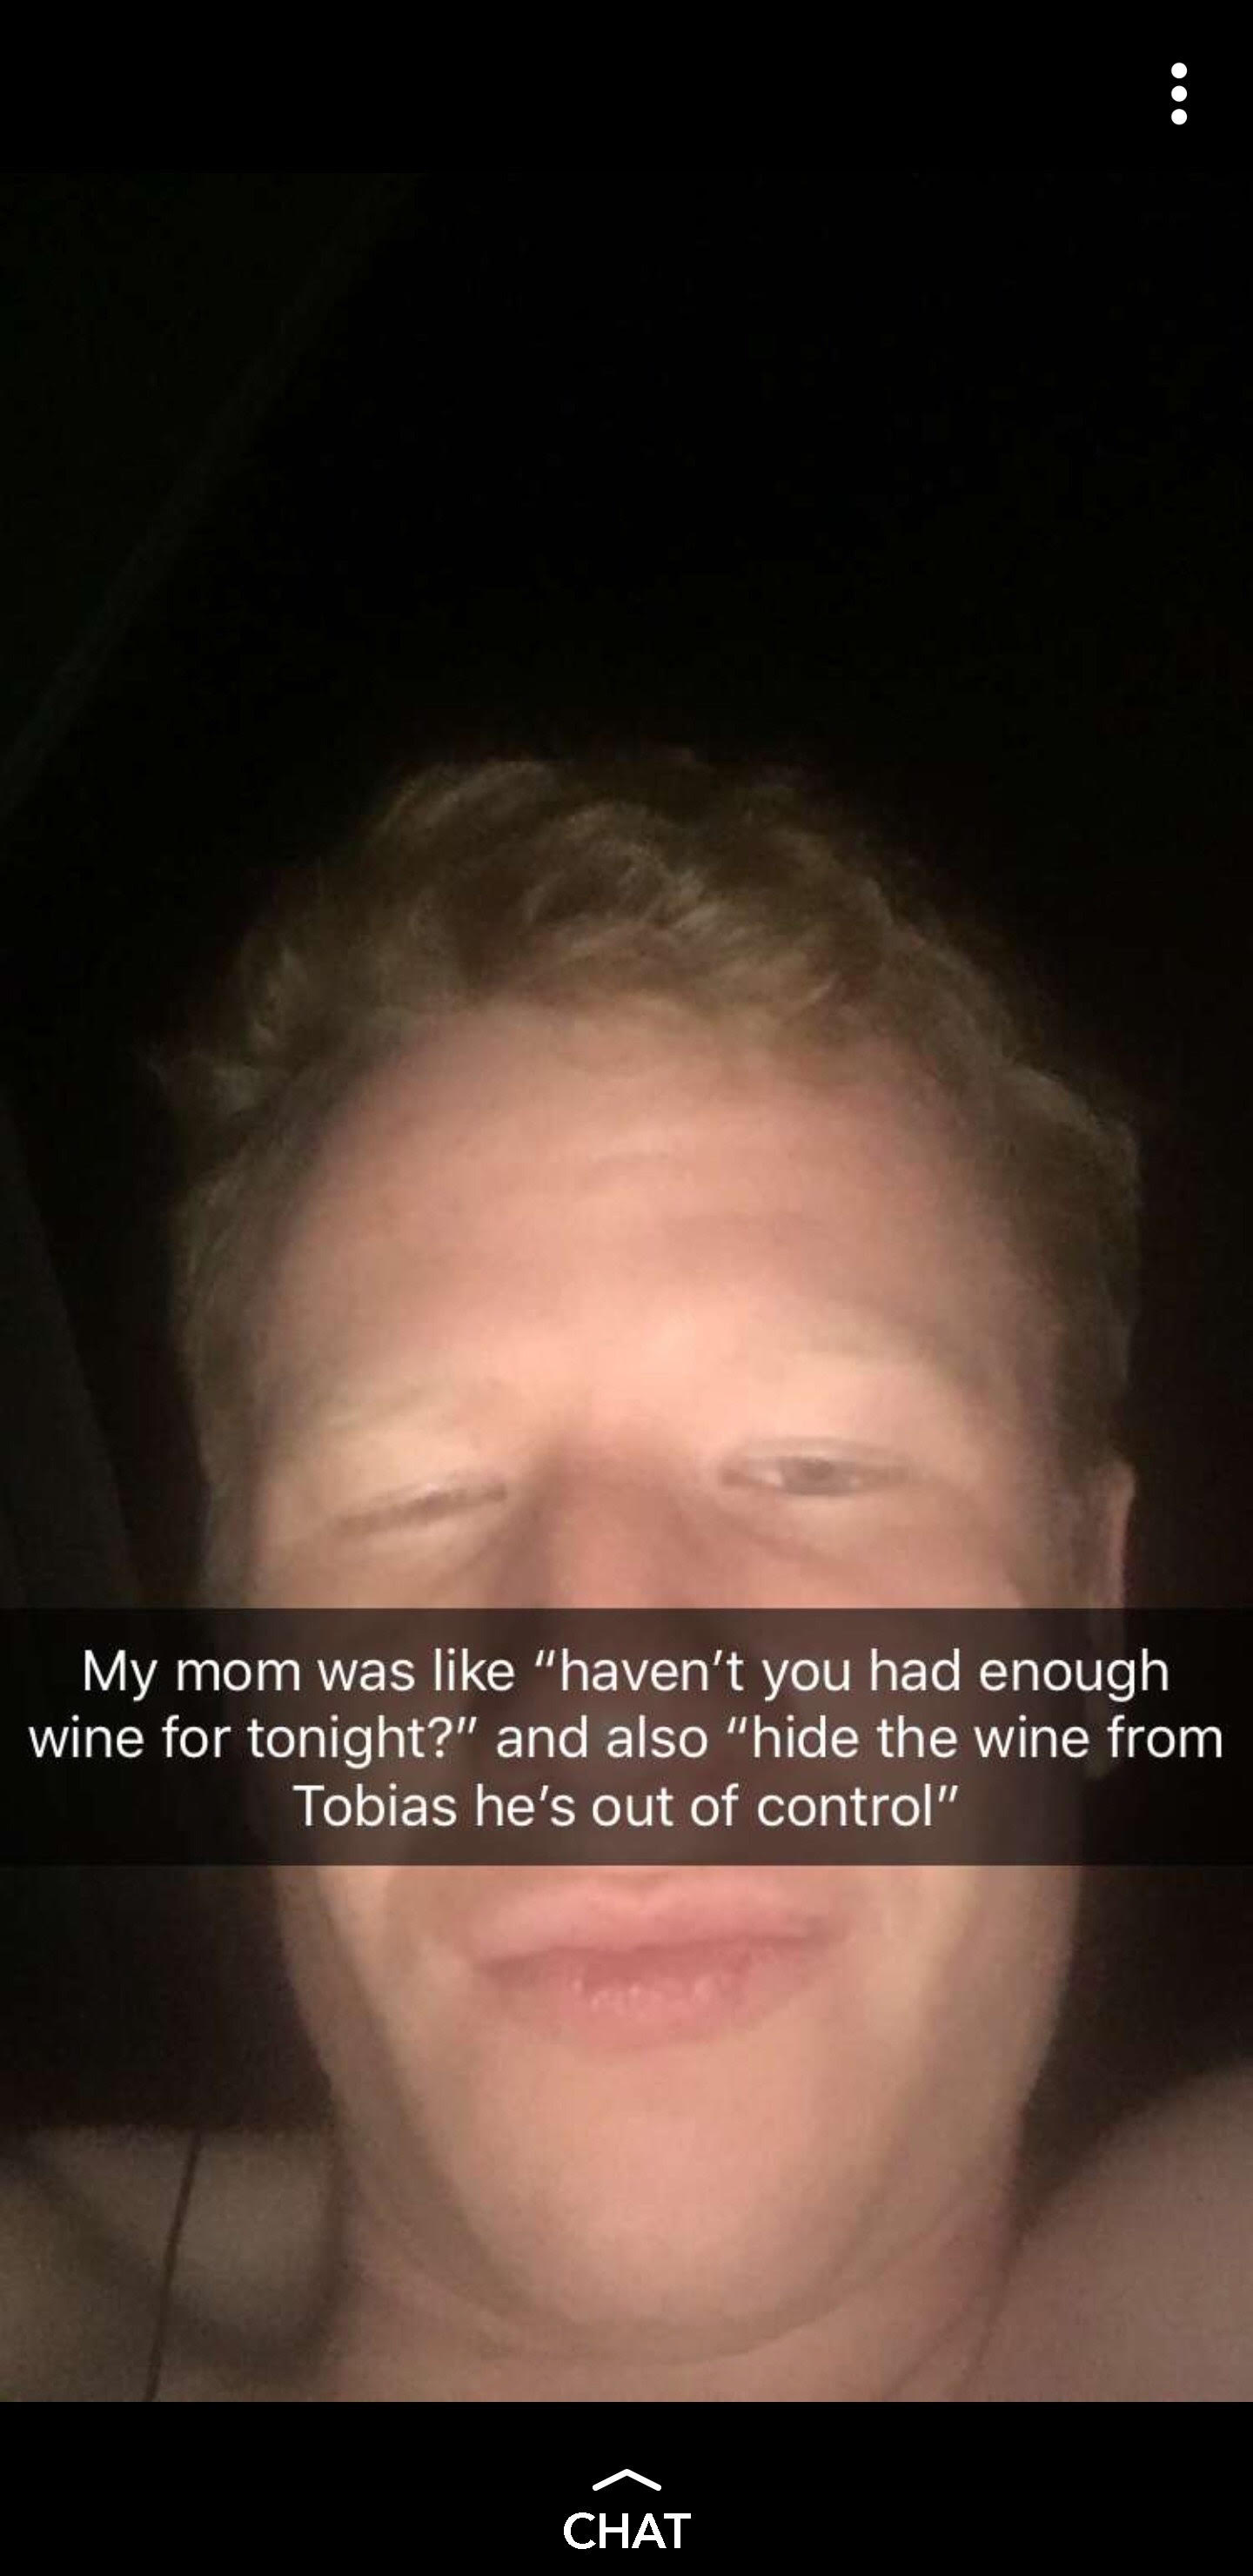 My mom was like “haven’t you had enough
wine for tonight?” and also “hide the wine from
Tobias he’s out of control”
CHAT